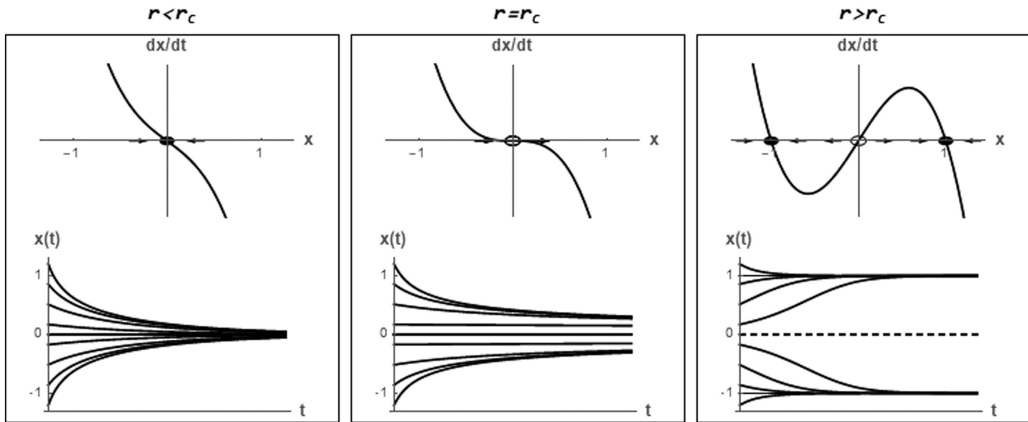 r<rc
r=rc
r>rc
dx/dt
x
-1
1
x(t)
1
0
-1
t
dx/dt
x
-1
1
x(t)
1
0
-1
t
dx/dt
x
-1
1
x(t)
1
0
-1
t